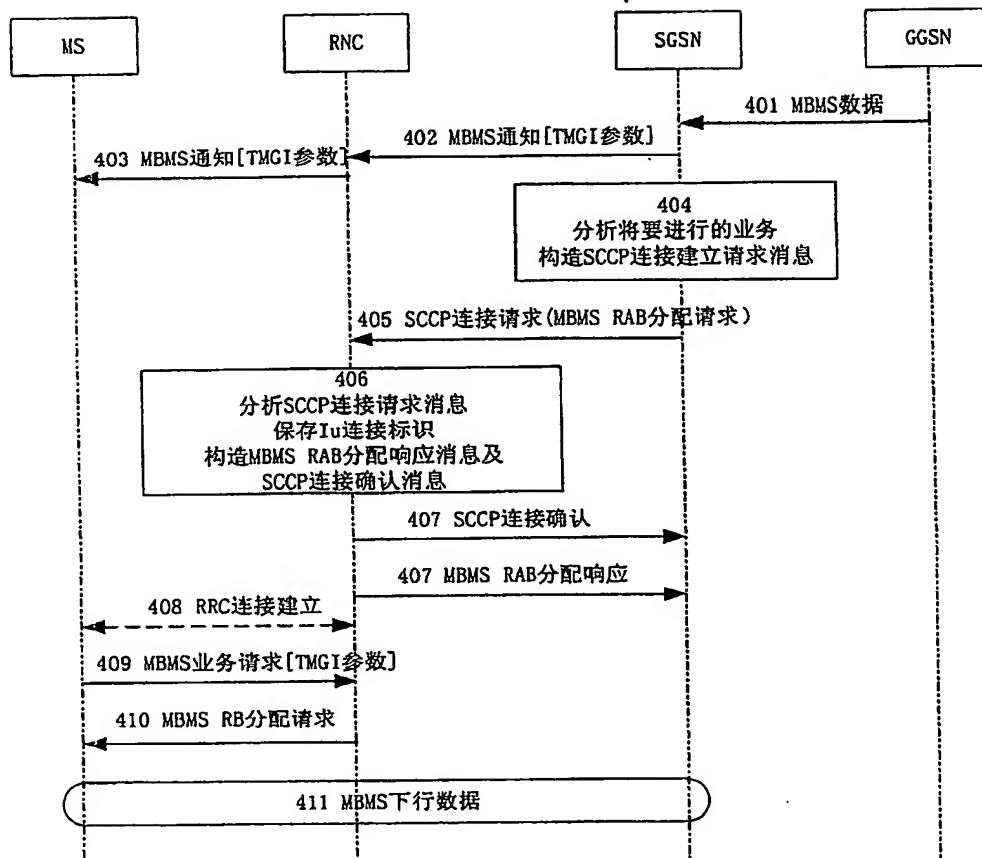 MS
RNC
SGSN
GGSN
401 MBMS数据
402 MBMS通知[TMGI参数]
403 MBMS通知[TMGI参数]
404
分析将要进行的业务
构造SCCP连接建立请求消息
405 SCCP连接请求(MBMS RAB分配请求)
406
分析SCCP连接请求消息
保存Iu连接标识
构造MBMS RAB分配响应消息及
SCCP连接确认消息
407 SCCP连接确认
407 MBMS RAB分配响应
408 RRC连接建立
409 MBMS业务请求[TMGI参数]
410 MBMS RB分配请求
411 MBMS下行数据